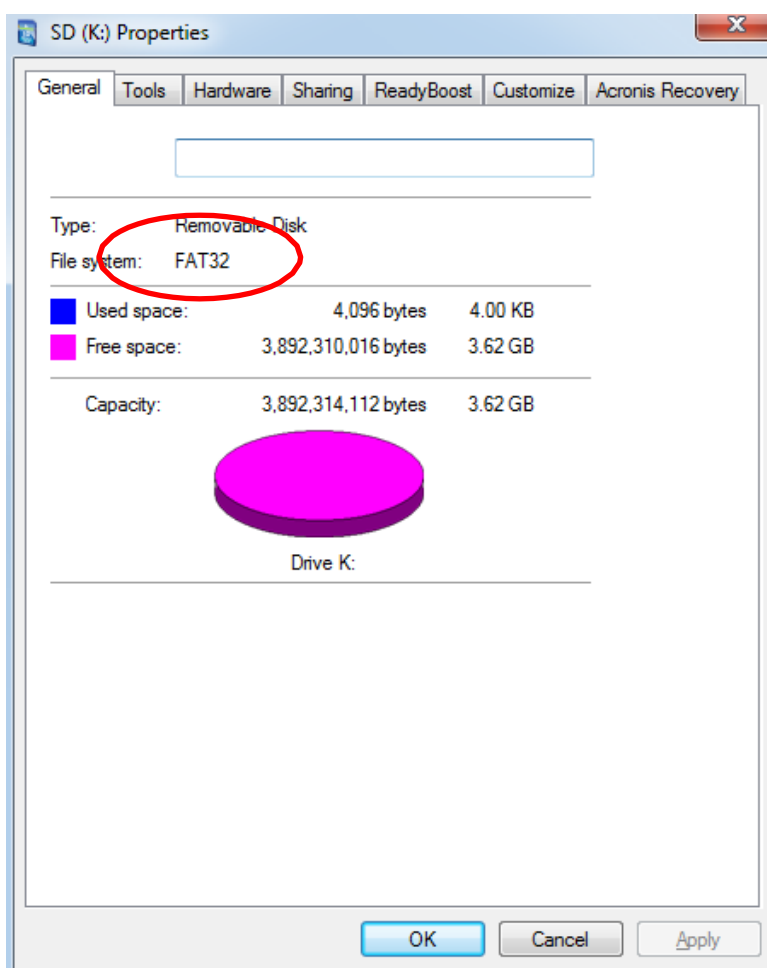 SD (K:) Properties
X
General Tools Hardware Sharing ReadyBoost Customize Acronis Recovery
Type: Removable Disk
File system: FAT32
Used space: 4,096 bytes 4.00 KB
Free space: 3,892,310,016 bytes 3.62 GB
Capacity: 3,892,314,112 bytes 3.62 GB
Drive K:
OK Cancel Apply